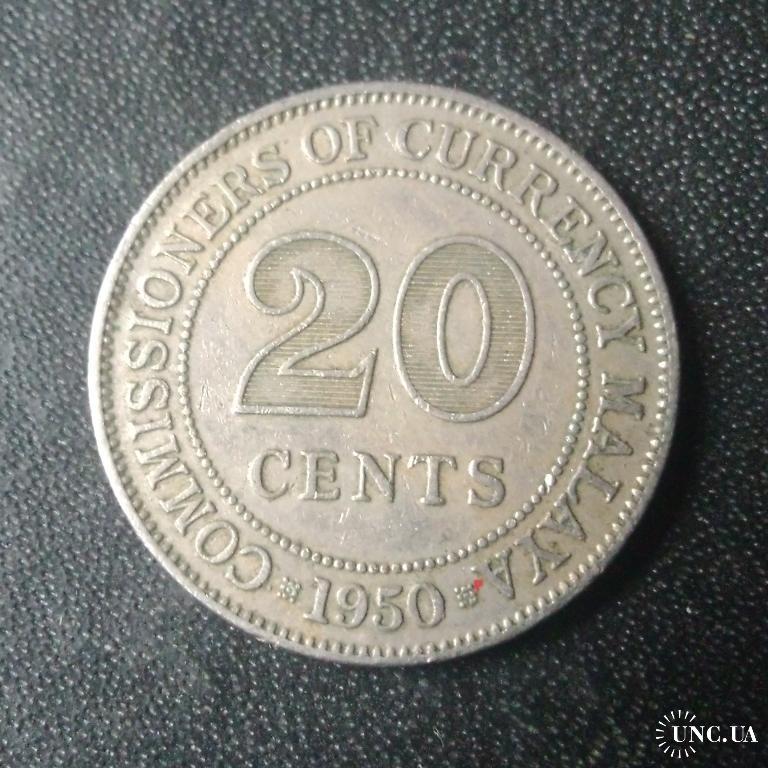 COMMISSIONERS OF CURRENCY MALAYA
20
CENTS
1950
UNC.UA